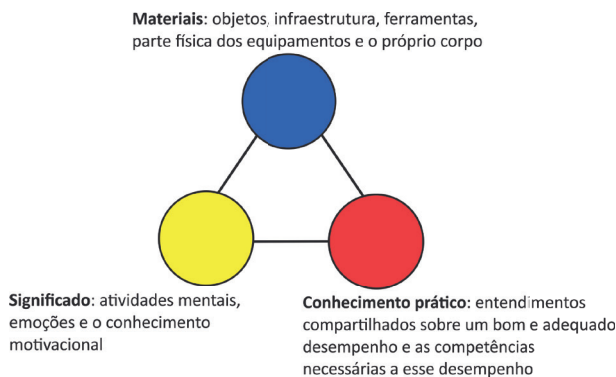 Materiais: objetos, infraestrutura, ferramentas,
parte física dos equipamentos e o próprio corpo
Significado: atividades mentais,
emoções e o conhecimento
motivacional
Conhecimento prático: entendimentos
compartilhados sobre um bom e adequado
desempenho e as competências
necessárias a esse desempenho